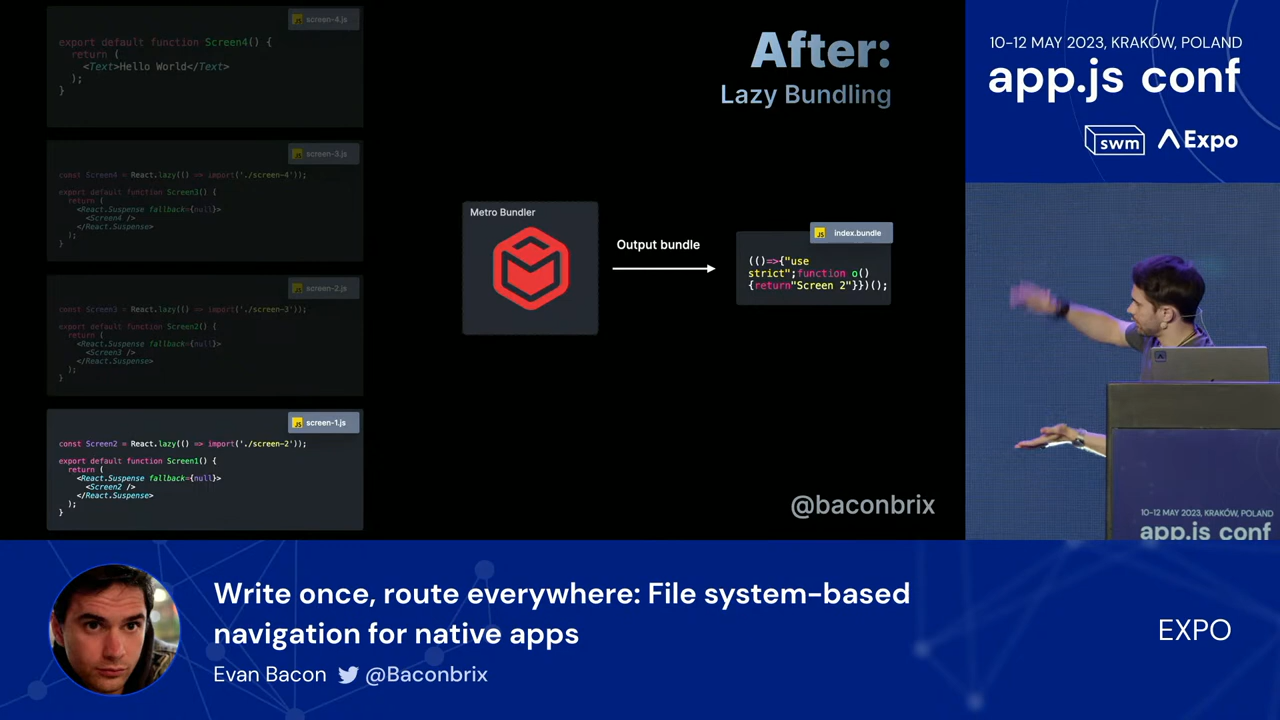 screen-4.js
export default function Screen4() {
return (
<Text>Hello World</Text>
);
}
screen-3.js
const Screen4 = React.lazy(() => import('./screen-4'));
export default function Screen3() {
return (
<React.Suspense fallback={null}>
<Screen4 />
</React.Suspense>
);
}
screen-2.js
const Screen3 = React.lazy(() => import('./screen-3'));
export default function Screen2() {
return (
<React.Suspense fallback={null}>
<Screen3 />
</React.Suspense>
);
}
screen-1.js
const Screen2 = React.lazy(() => import('./screen-2'));
export default function Screen1() {
return (
<React.Suspense fallback={null}>
<Screen2 />
</React.Suspense>
);
}
After:
Lazy Bundling
Metro Bundler
Output bundle
JS
index.bundle
(()=>{"use
strict";function o()
{return"Screen 2"}})();
@baconbrix
10-12 MAY 2023, KRAKÓW, POLAND
app.js conf
swm
Expo
10-12 MAY 2023, KRAKÓW, POLAND
app.js conf
Write once, route everywhere: File system-based
navigation for native apps
Evan Bacon @Baconbrix
EXPO